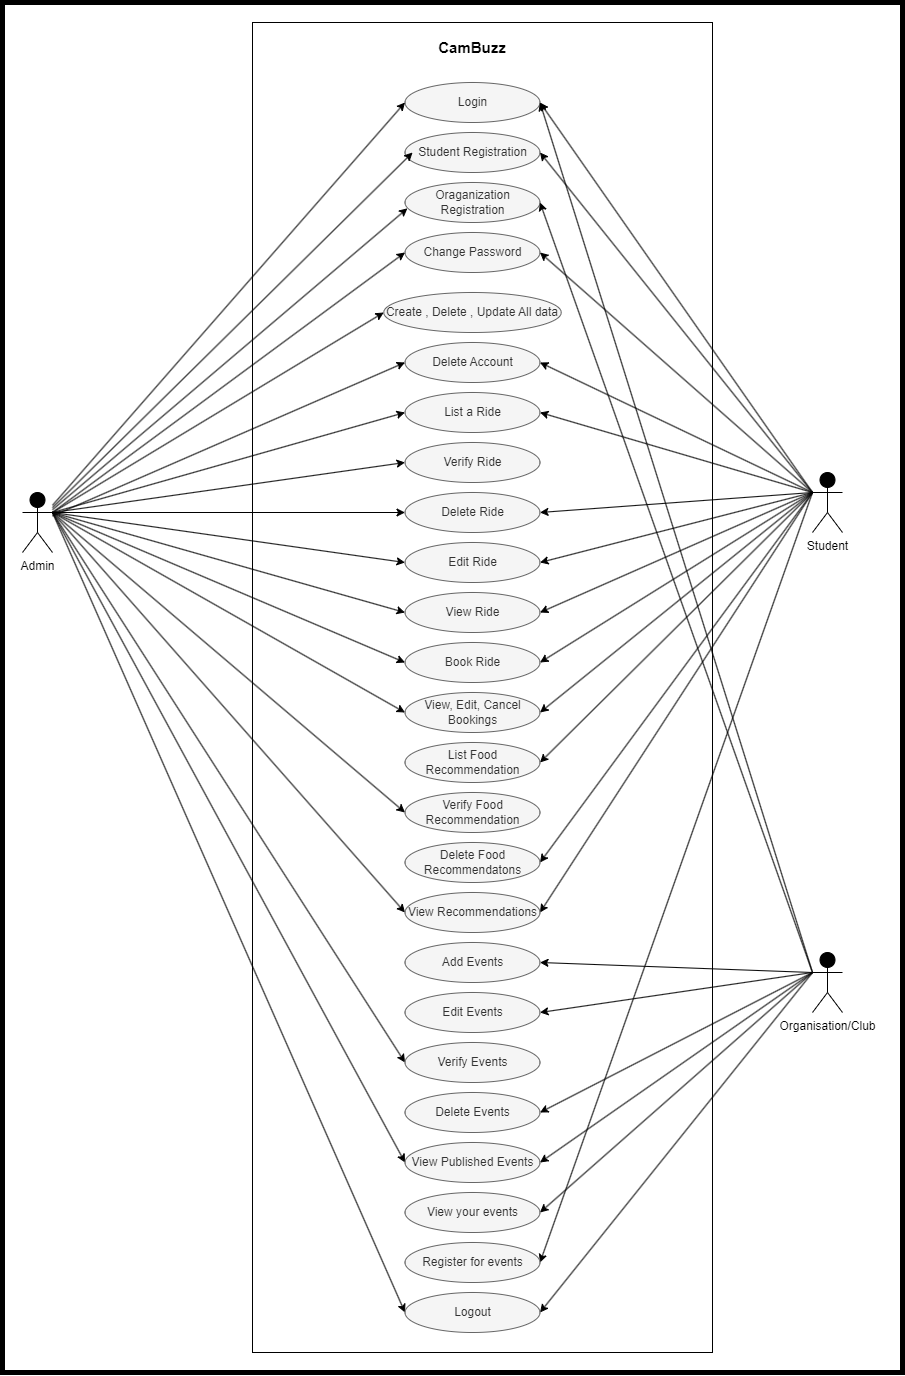 CamBuzz
Login
Student Registration
Oraganization
Registration
Change Password
Create , Delete , Update All data
Delete Account
List a Ride
Verify Ride
Delete Ride
Edit Ride
View Ride
Book Ride
View, Edit, Cancel
Bookings
List Food
Recommendation
Verify Food
Recommendation
Delete Food
Recommendatons
View Recommendations
Add Events
Edit Events
Verify Events
Delete Events
View Published Events
View your events
Register for events
Logout
Admin
Student
Organisation/Club